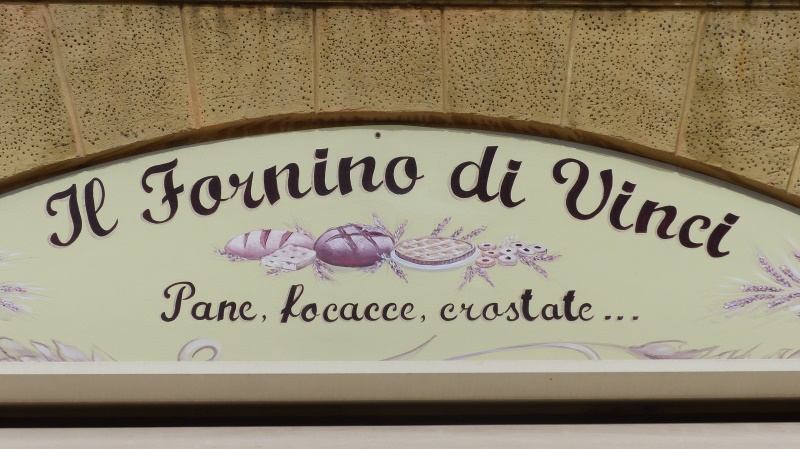 Il Fornino di Vinci
Pane, focacce, crostate...